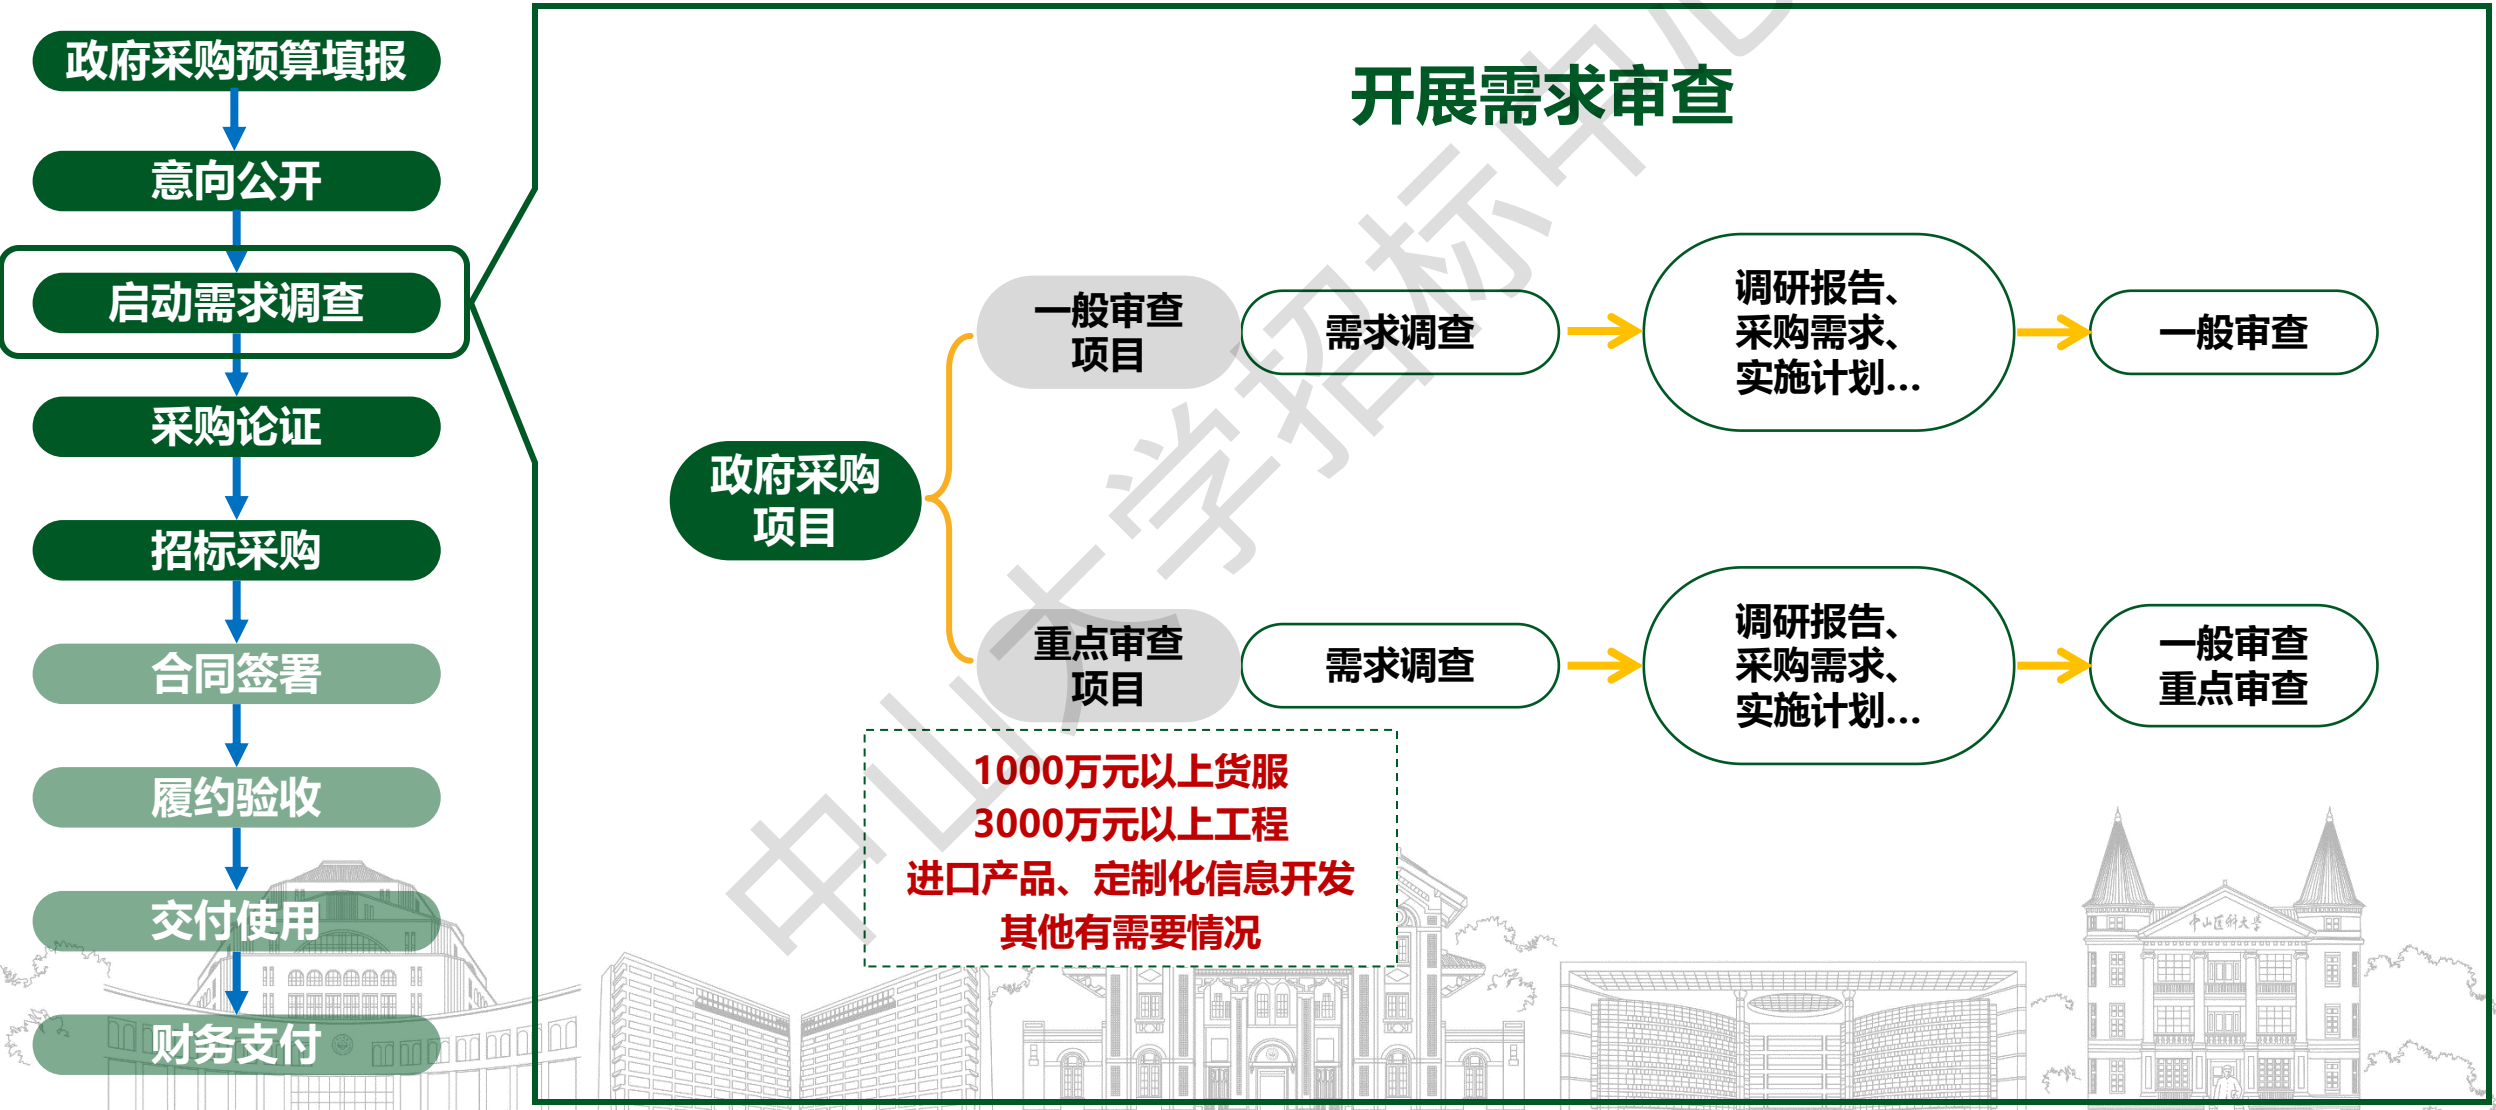 政府采购预算填报
意向公开
启动需求调查
采购论证
招标采购
合同签署
履约验收
交付使用
财务支付
开展需求审查
政府采购
项目
一般审查
项目
需求调查
调研报告、
采购需求、
实施计划...
一般审查
重点审查
项目
需求调查
调研报告、
采购需求、
实施计划...
一般审查
重点审查
1000万元以上货服
3000万元以上工程
进口产品、定制化信息开发
其他有需要情况
中山大学招标中心
中山医科大学